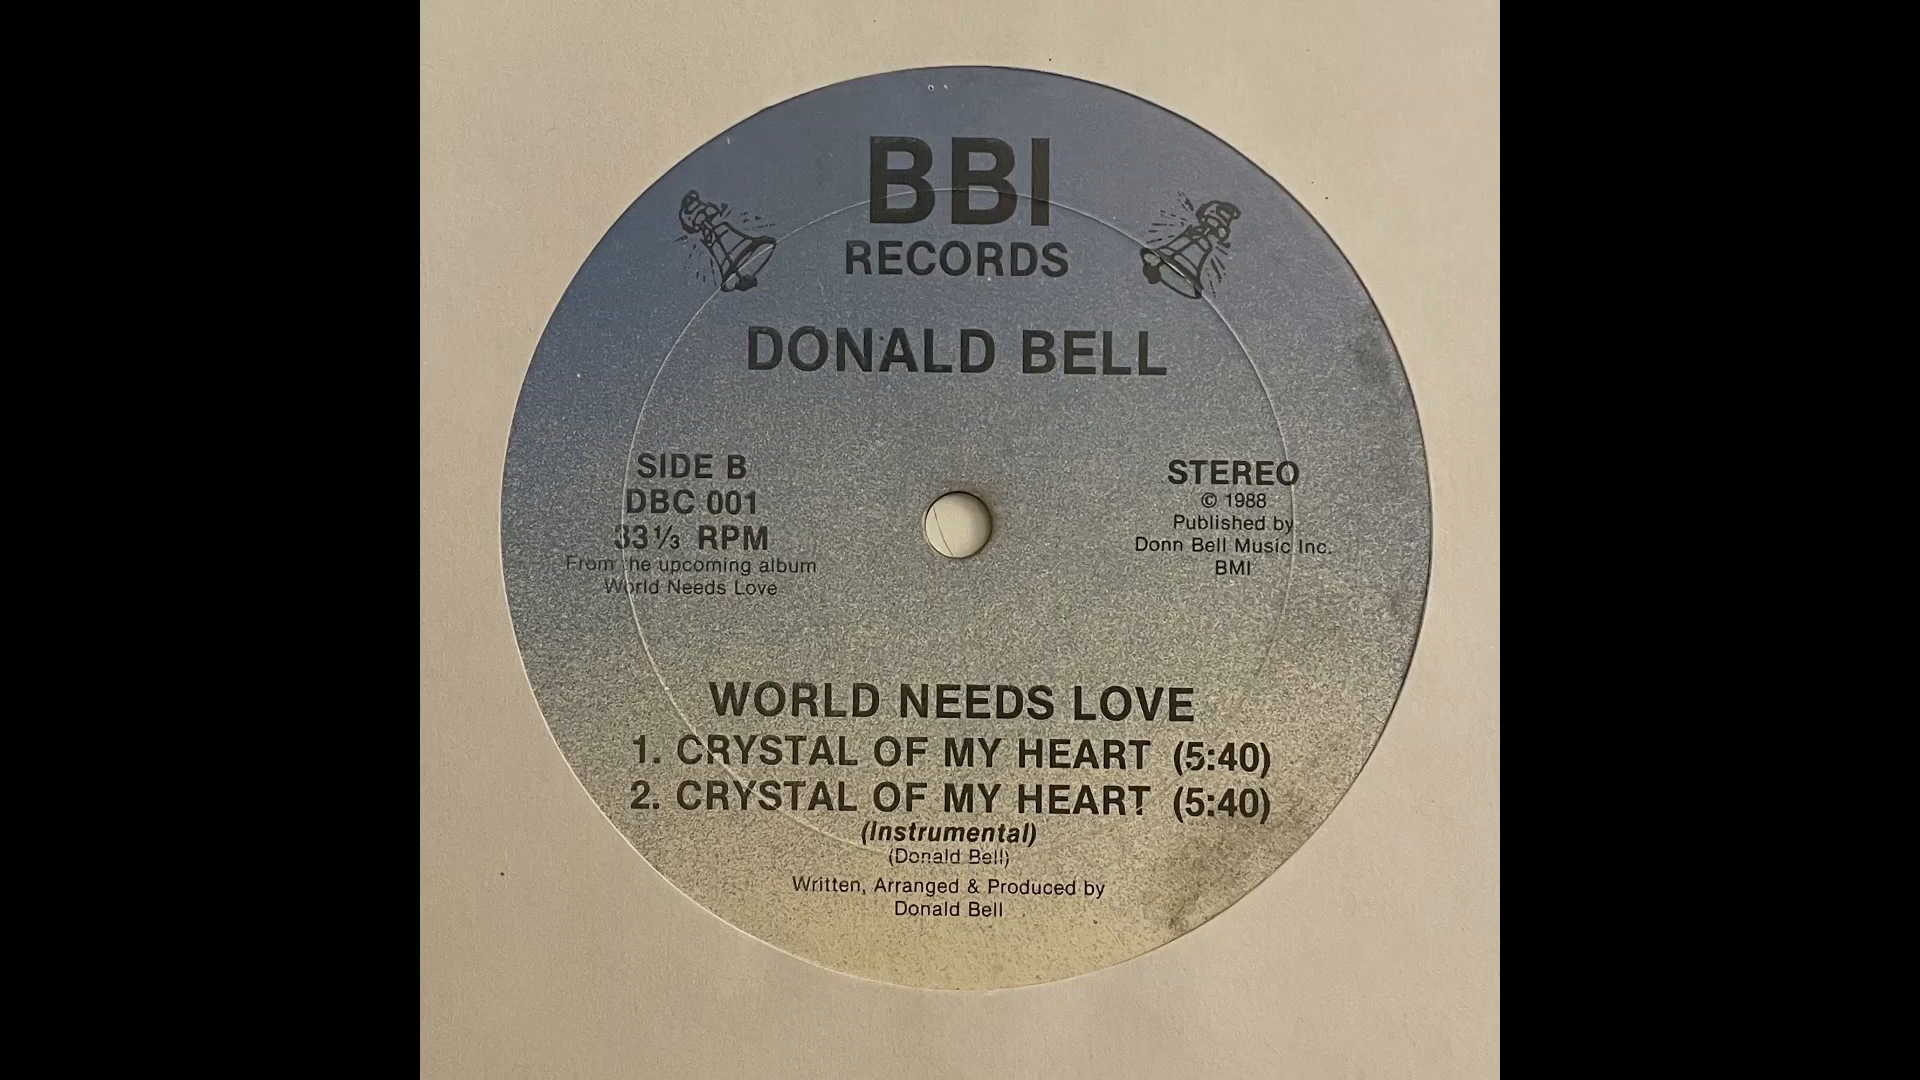 BBI
RECORDS
DONALD BELL
SIDE B
DBC 001
33⅓ RPM
From the upcoming album
World Needs Love
STEREO
© 1988
Published by
Donn Bell Music Inc.
BMI
WORLD NEEDS LOVE
1. CRYSTAL OF MY HEART (5:40)
2. CRYSTAL OF MY HEART (5:40)
(Instrumental)
(Donald Bell)
Written, Arranged & Produced by
Donald Bell